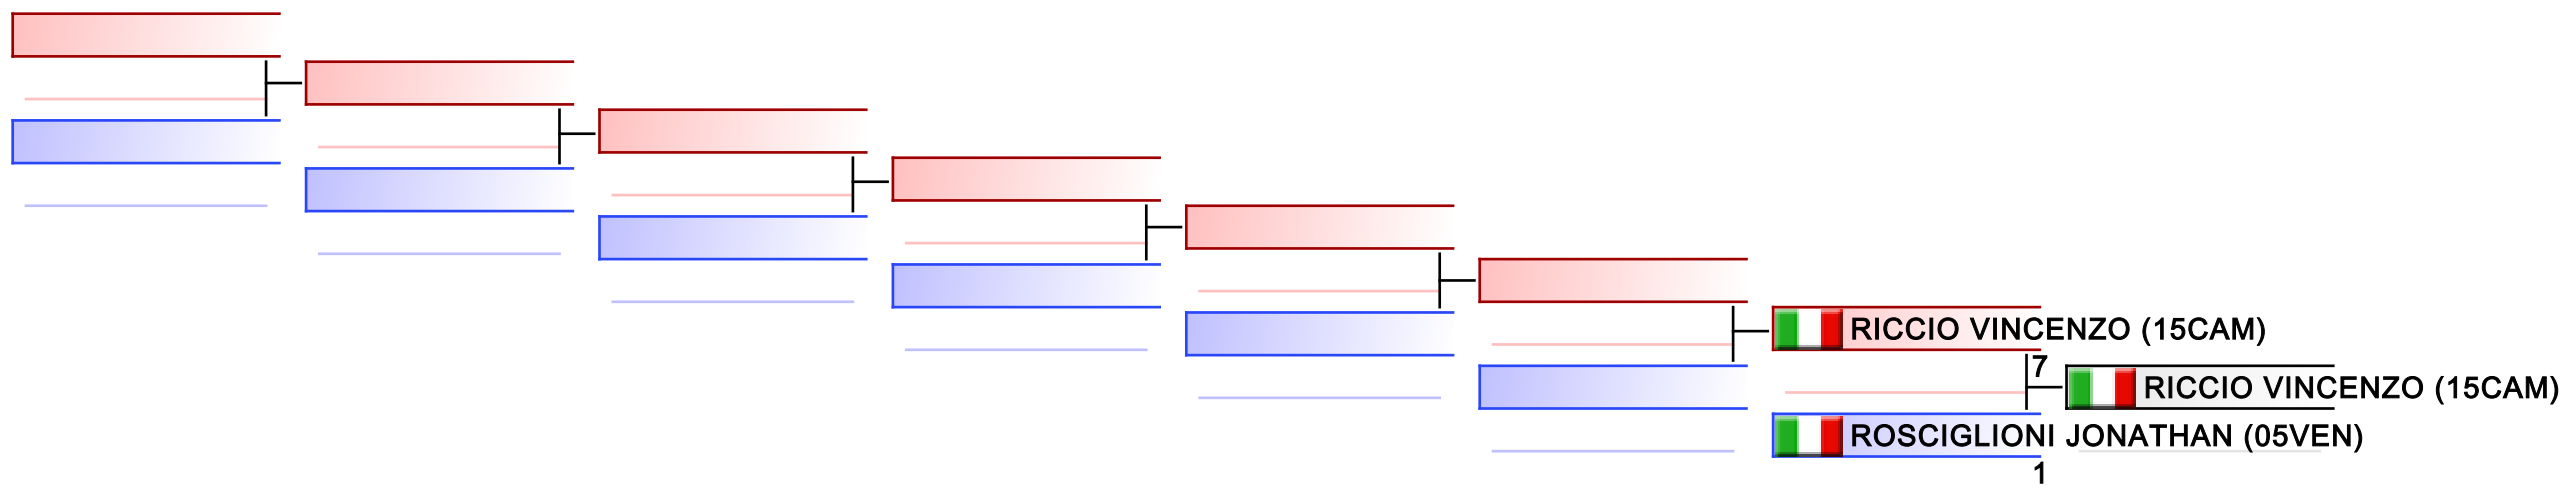 RICCIO VINCENZO (15CAM)
7
RICCIO VINCENZO (15CAM)
ROSCIGLIONI JONATHAN (05VEN)
1